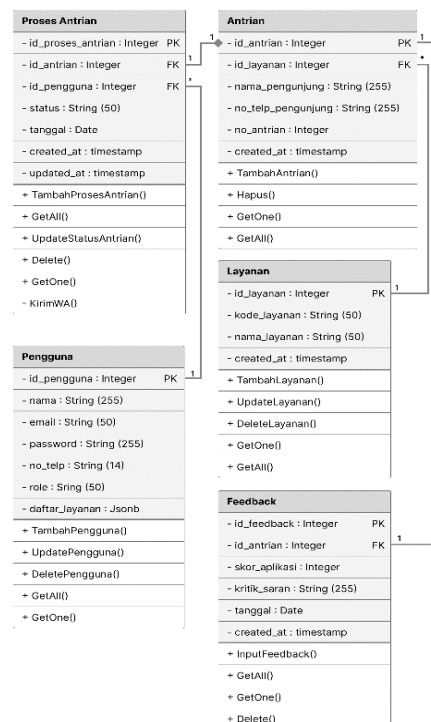 Proses Antrian
- id_proses_antrian : Integer PK
- id_antrian : Integer FK
- id_pengguna : Integer FK
- status : String (50)
- tanggal : Date
- created_at : timestamp
- updated_at : timestamp
+ TambahProsesAntrian()
+ GetAll()
+ UpdateStatusAntrian()
+ Delete()
+ GetOne()
- KirimWA()
1
1
*
1
Pengguna
- id_pengguna : Integer PK
- nama : String (255)
- email : String (50)
- password : String (255)
- no_telp : String (14)
- role : Sring (50)
- daftar_layanan : Jsonb
+ TambahPengguna()
+ UpdatePengguna()
+ DeletePengguna()
+ GetAll()
+ GetOne()
Antrian
- id_antrian : Integer PK
- id_layanan : Integer FK
- nama_pengunjung : String (255)
- no_telp_pengunjung : String (255)
- no_antrian : Integer
- created_at : timestamp
+ TambahAntrian()
+ Hapus()
+ GetOne()
+ GetAll()
1
*
Layanan
- id_layanan : Integer PK
- kode_layanan : String (50)
- nama_layanan : String (50)
- created_at : timestamp
+ TambahLayanan()
+ UpdateLayanan()
+ DeleteLayanan()
+ GetOne()
+ GetAll()
1
Feedback
- id_feedback : Integer PK
- id_antrian : Integer FK
- skor_aplikasi : Integer
- kritik_saran : String (255)
- tanggal : Date
- created_at : timestamp
+ InputFeedback()
+ GetAll()
+ GetOne()
+ Delete()
1